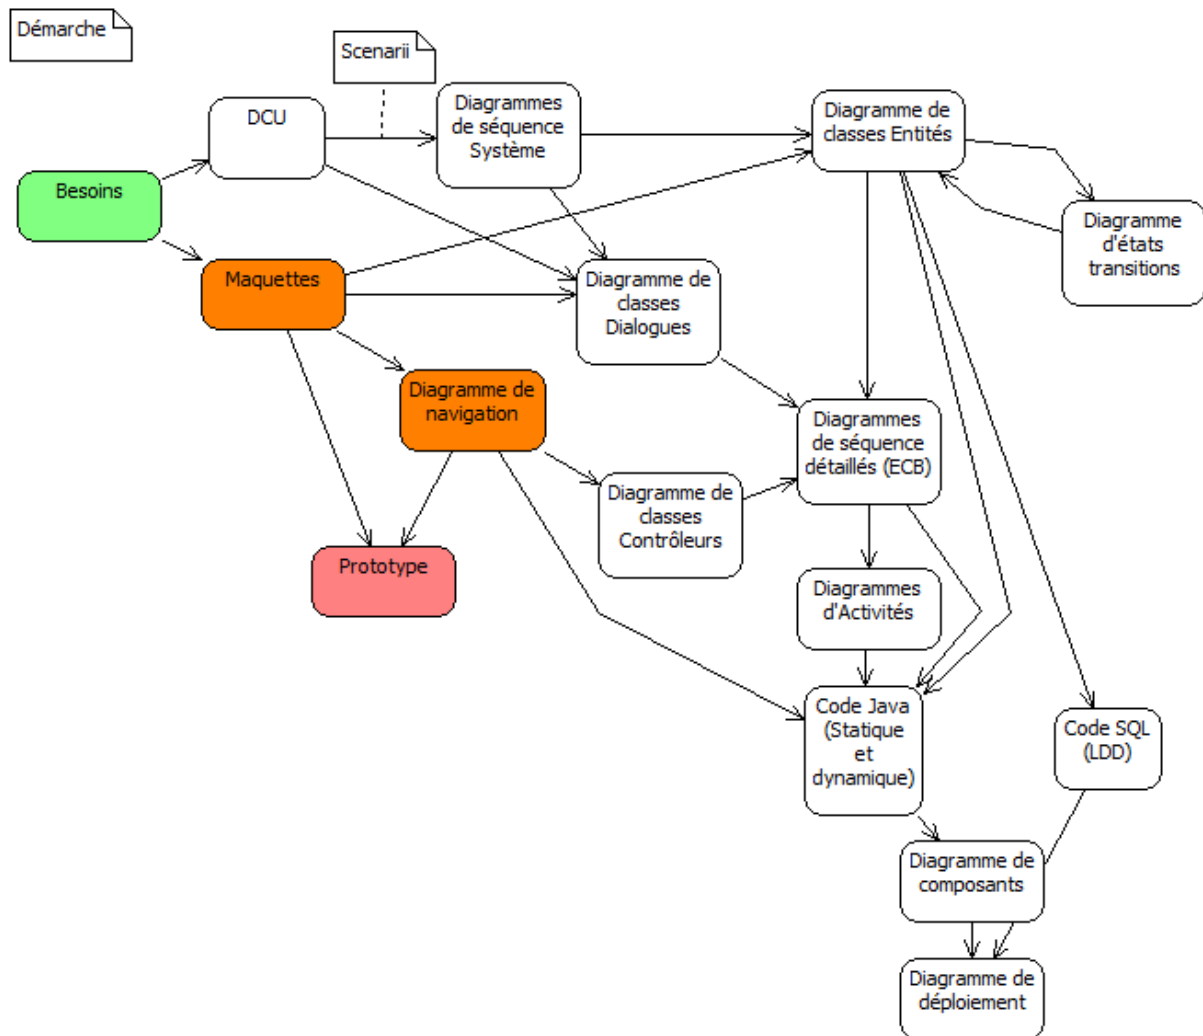 Démarche
Scenarii
DCU
Diagrammes
de séquence
Système
Diagramme de
classes Entités
Besoins
Diagramme
d'états
transitions
Maquettes
Diagramme de
classes
Dialogues
Diagramme de
navigation
Diagrammes
de séquence
détaillés (ECB)
Diagramme de
classes
Contrôleurs
Prototype
Diagrammes
d'Activités
Code Java
(Statique
et
dynamique)
Code SQL
(LDD)
Diagramme de
composants
Diagramme de
déploiement